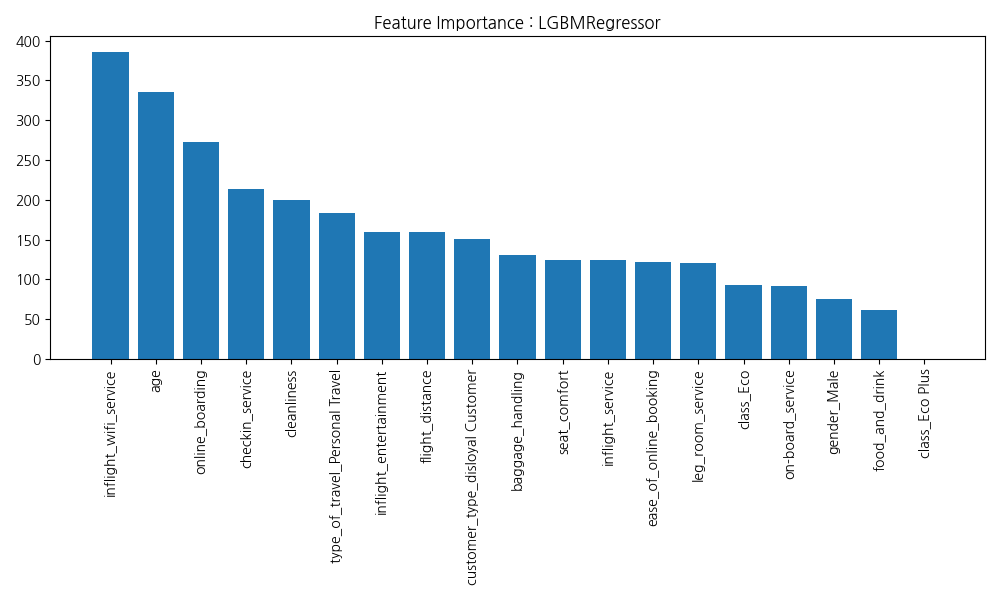 Feature Importance : LGBMRegressor
400
350
300
250
200
150
100
50
0
inflight_wifi_service
age
online_boarding
checkin_service
cleanliness
type_of_travel_Personal Travel
inflight_entertainment
flight_distance
customer_type_disloyal Customer
baggage_handling
seat_comfort
inflight_service
ease_of_online_booking
leg_room_service
class_Eco
on-board_service
gender_Male
food_and_drink
class_Eco Plus